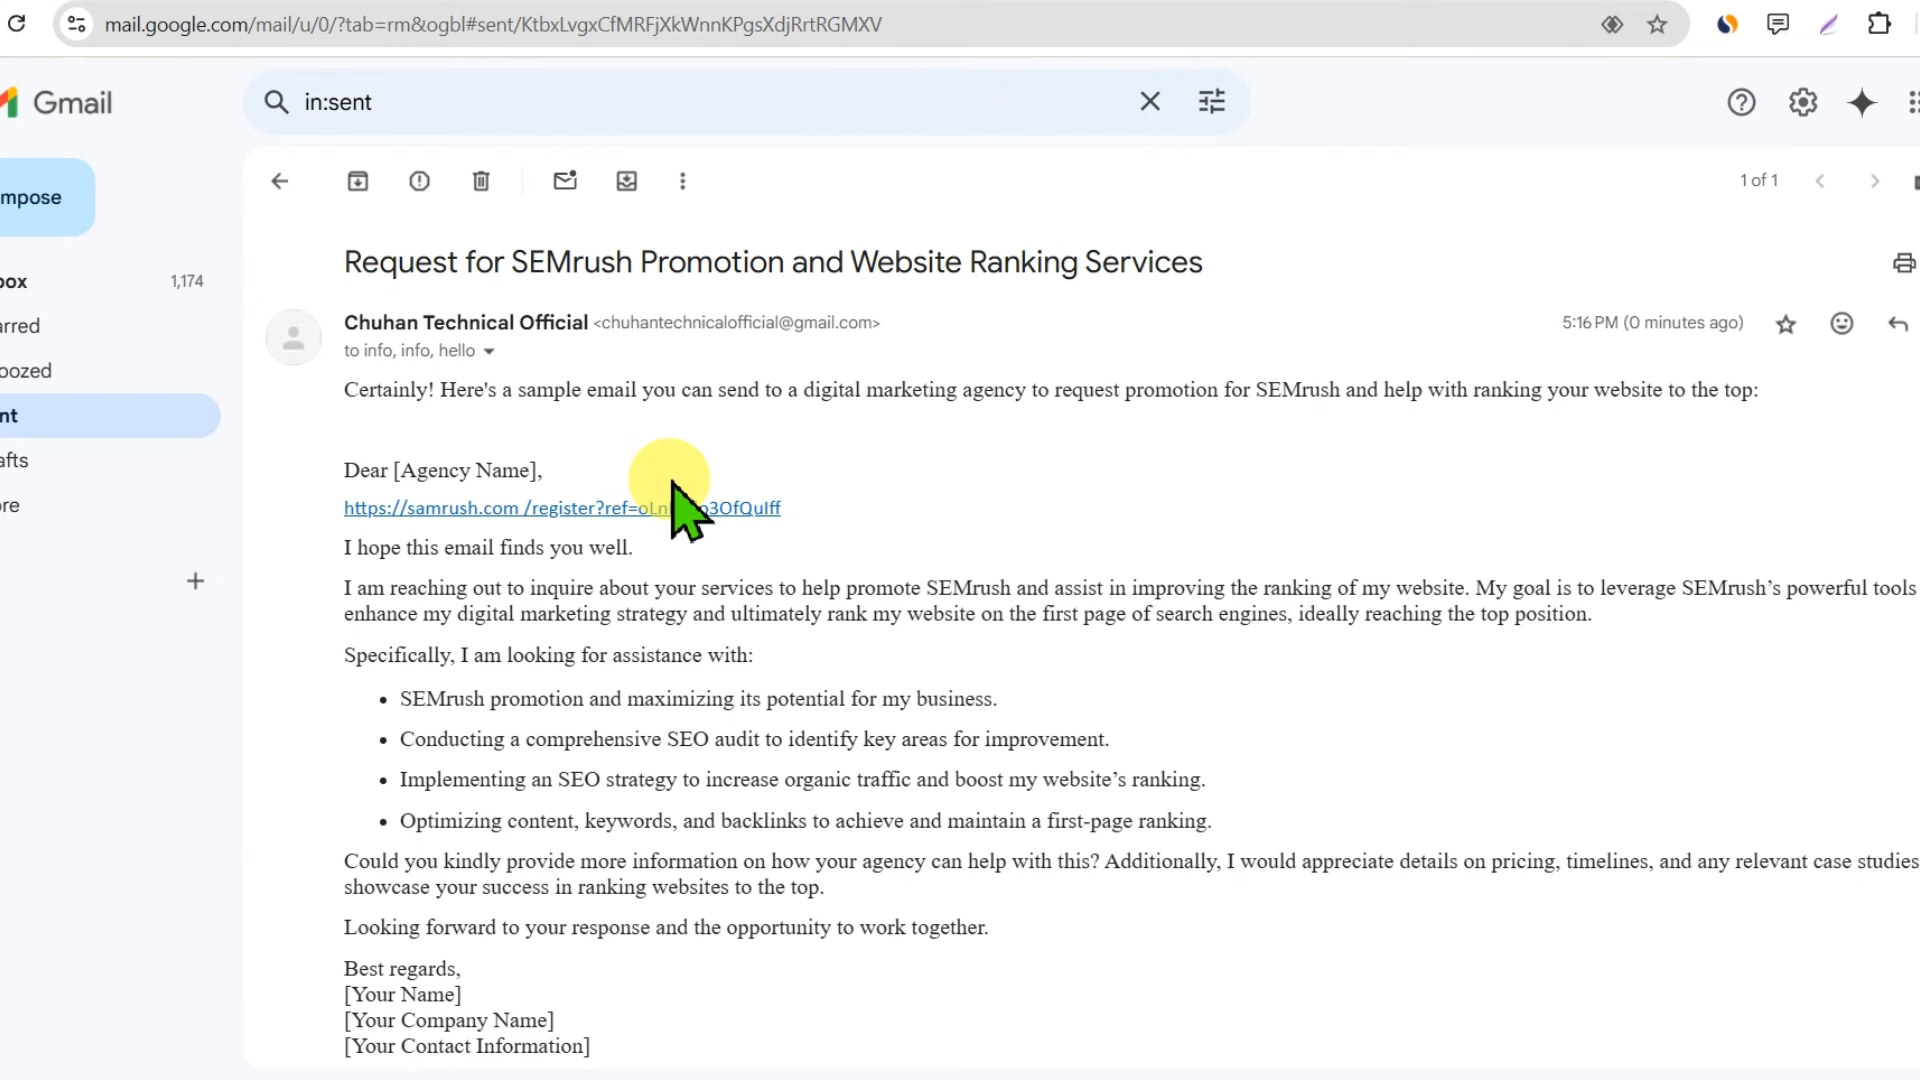 mail.google.com/mail/u/0/?tab=rm&ogbl#sent/KtbxLvgxCfMRFjXkWnnKPgsXdjRrtRGMXV
Gmail
in:sent
mpose
1 of 1
Request for SEMrush Promotion and Website Ranking Services
box 1,174
arred
oozed
nt
afts
ore
Chuhan Technical Official <chuhantechnicalofficial@gmail.com> 5:16 PM (0 minutes ago)
to info, info, hello
Certainly! Here's a sample email you can send to a digital marketing agency to request promotion for SEMrush and help with ranking your website to the top:
Dear [Agency Name],
https://samrush.com /register?ref=
I hope this email finds you well.
I am reaching out to inquire about your services to help promote SEMrush and assist in improving the ranking of my website. My goal is to leverage SEMrush’s powerful tools
enhance my digital marketing strategy and ultimately rank my website on the first page of search engines, ideally reaching the top position.
Specifically, I am looking for assistance with:
• SEMrush promotion and maximizing its potential for my business.
• Conducting a comprehensive SEO audit to identify key areas for improvement.
• Implementing an SEO strategy to increase organic traffic and boost my website’s ranking.
• Optimizing content, keywords, and backlinks to achieve and maintain a first-page ranking.
Could you kindly provide more information on how your agency can help with this? Additionally, I would appreciate details on pricing, timelines, and any relevant case studies
showcase your success in ranking websites to the top.
Looking forward to your response and the opportunity to work together.
Best regards,
[Your Name]
[Your Company Name]
[Your Contact Information]